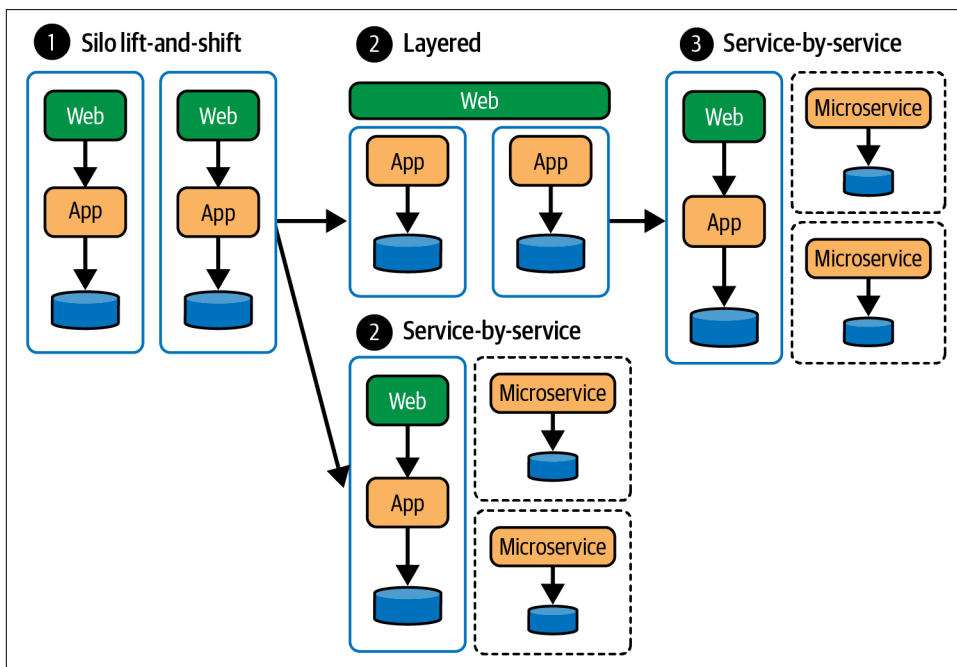 1 Silo lift-and-shift
Web
App
Web
App
2 Layered
Web
App
App
3 Service-by-service
Web
App
Microservice
Microservice
2 Service-by-service
Web
App
Microservice
Microservice